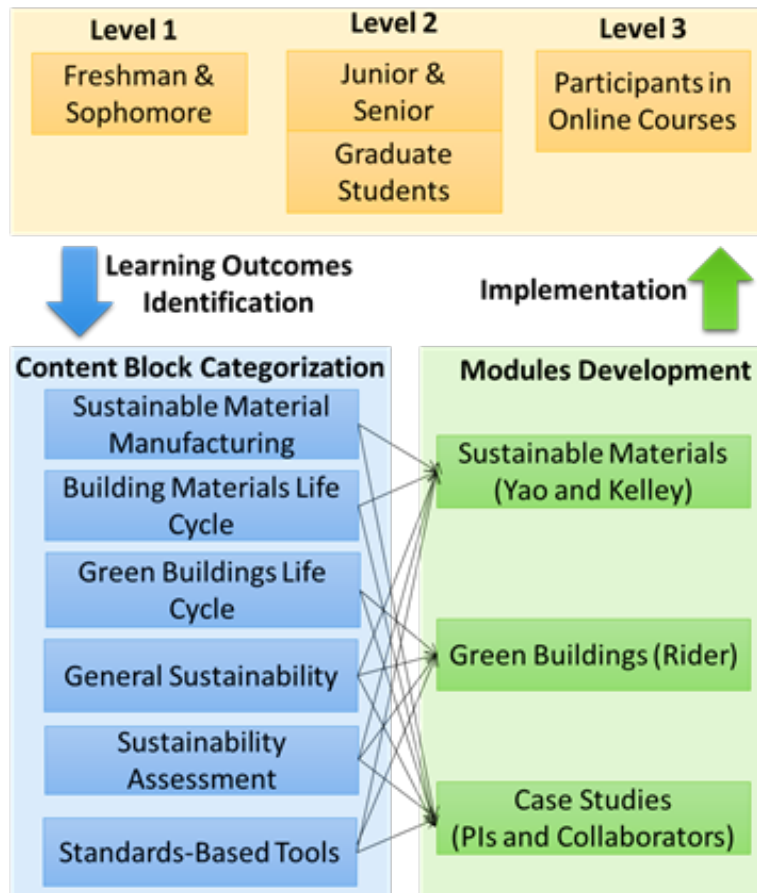 Level 1
Freshman &
Sophomore
Level 2
Junior &
Senior
Graduate
Students
Level 3
Participants in
Online Courses
Learning Outcomes
Identification
Implementation
Content Block Categorization
Sustainable Material
Manufacturing
Building Materials Life
Cycle
Green Buildings Life
Cycle
General Sustainability
Sustainability
Assessment
Standards-Based Tools
Modules Development
Sustainable Materials
(Yao and Kelley)
Green Buildings (Rider)
Case Studies
(PIs and Collaborators)